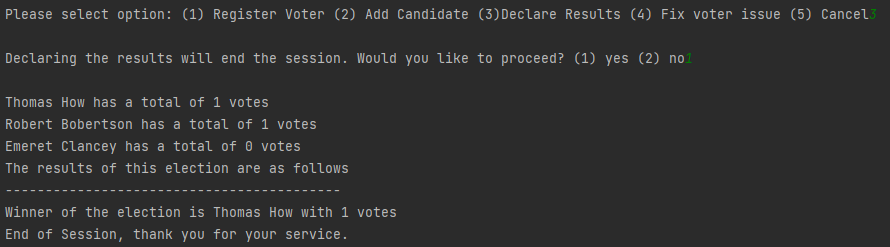 Please select option: (1) Register Voter (2) Add Candidate (3)Declare Results (4) Fix voter issue (5) Cancel3
Declaring the results will end the session. Would you like to proceed? (1) yes (2) no1
Thomas How has a total of 1 votes
Robert Bobertson has a total of 1 votes
Emeret Clancey has a total of 0 votes
The results of this election are as follows
------------------------------------------
Winner of the election is Thomas How with 1 votes
End of Session, thank you for your service.